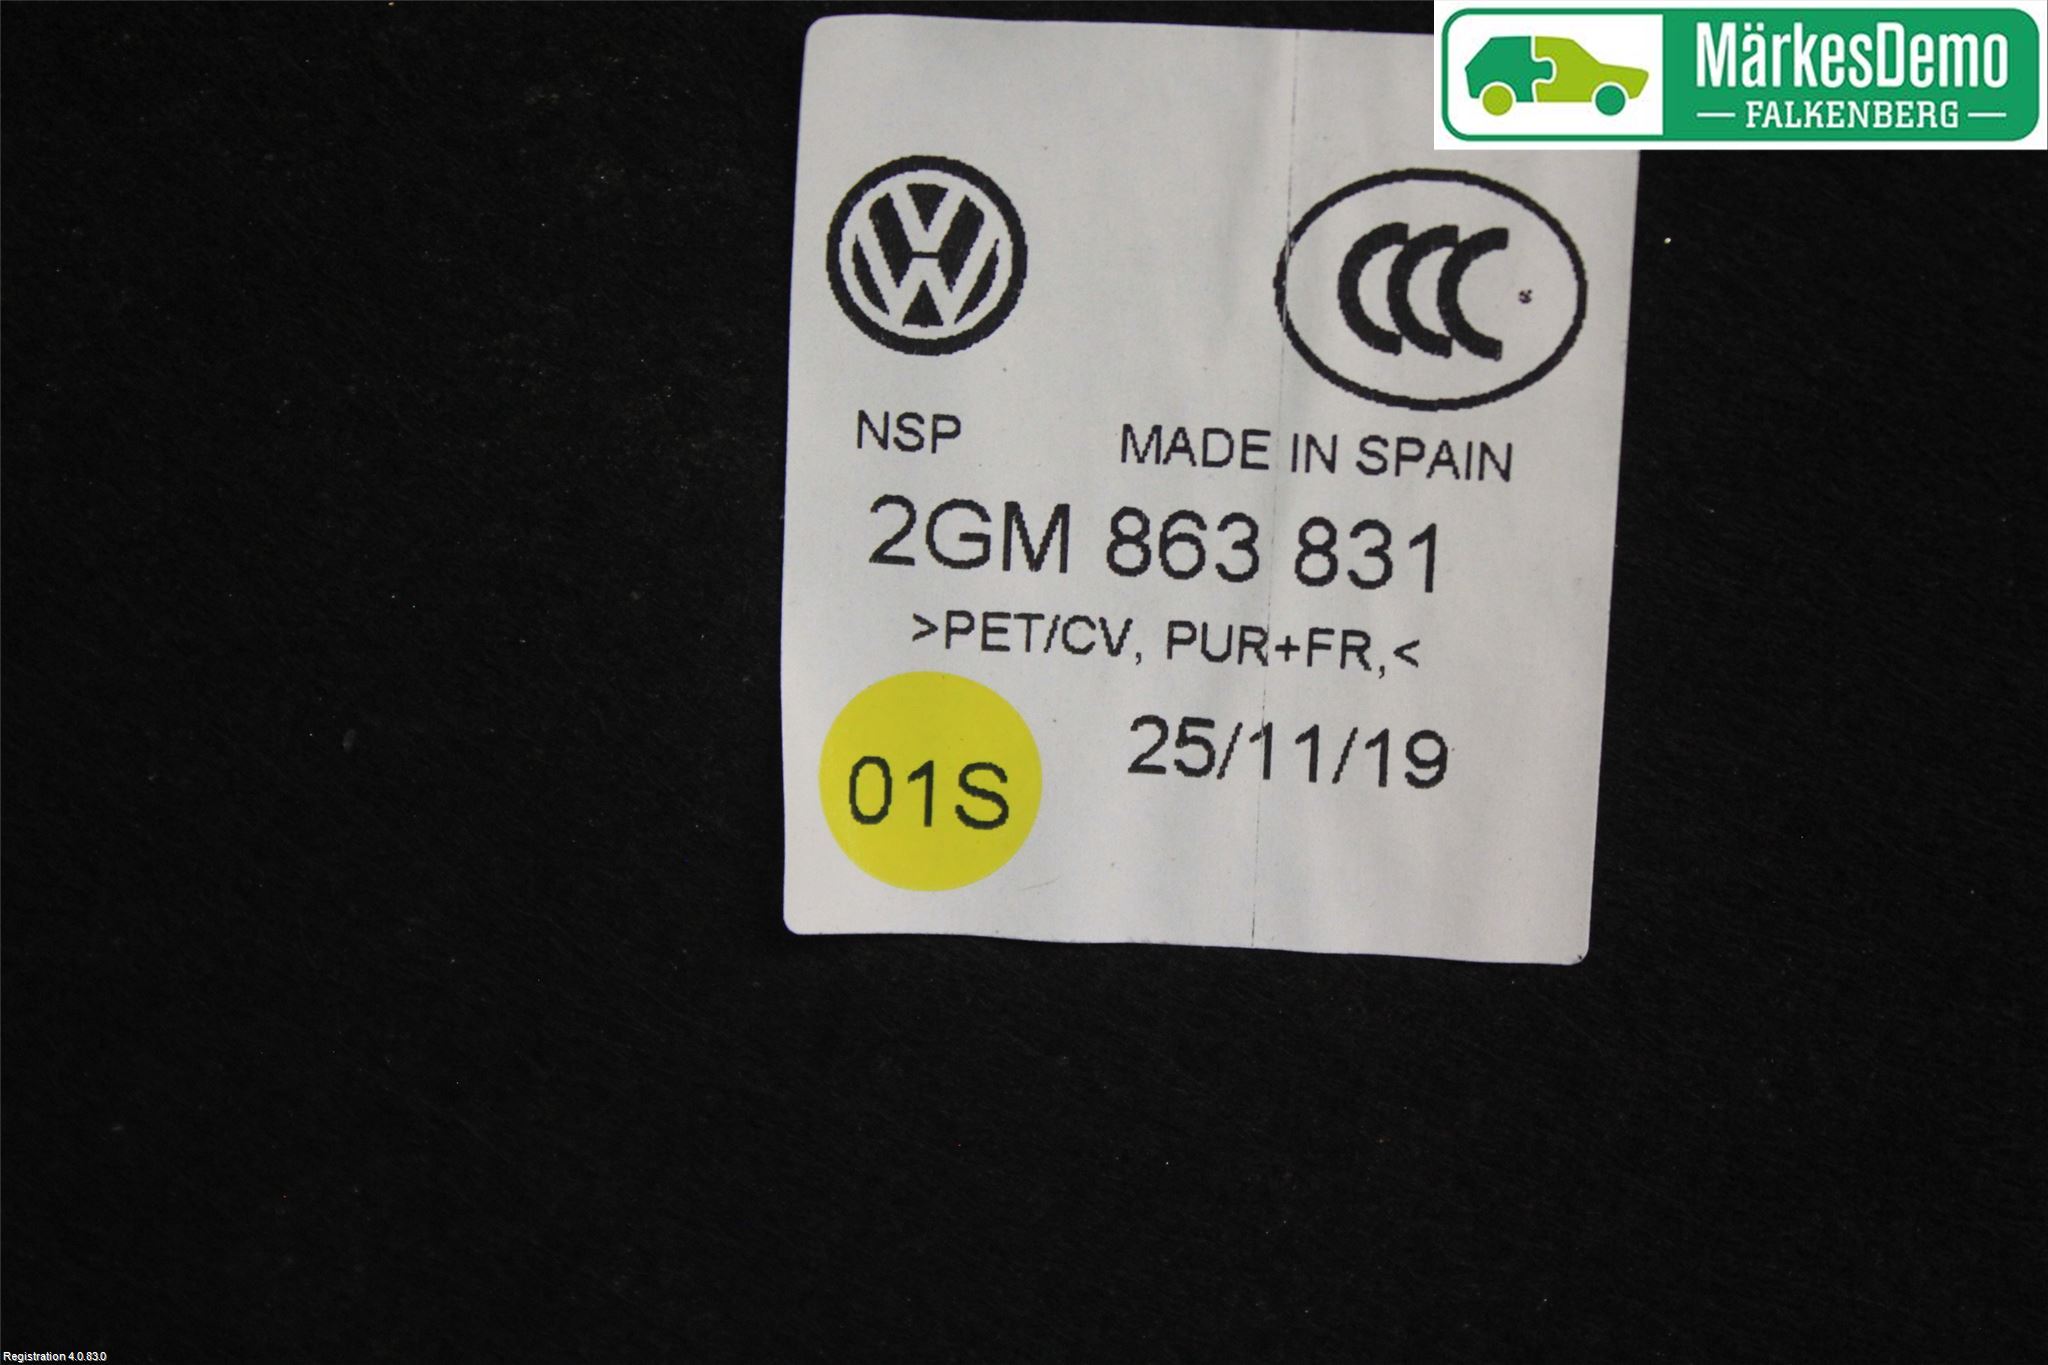 MärkesDemo
FALKENBERG
CCC
NSP
MADE IN SPAIN
2GM 863 831
>PET/CV, PUR+FR,<
25/11/19
01S
Registration 4.0.83.0